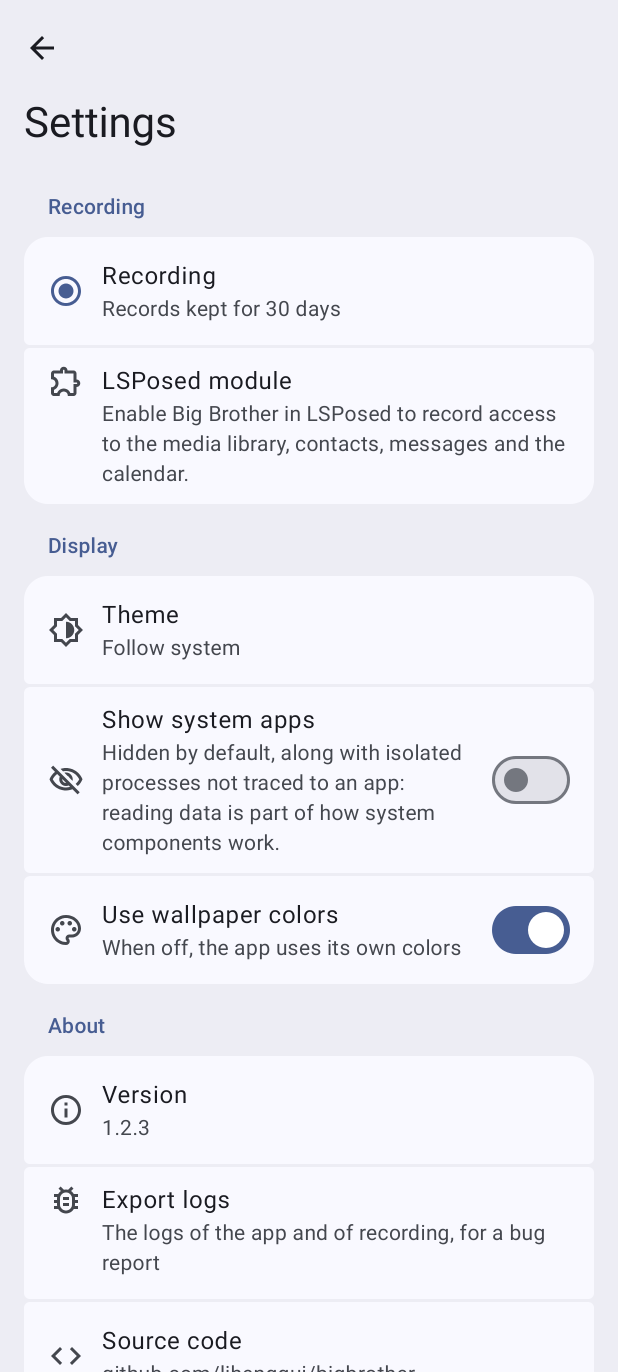 Settings
Recording
Recording
Records kept for 30 days
LSPosed module
Enable Big Brother in LSPosed to record access
to the media library, contacts, messages and the
calendar.
Display
Theme
Follow system
Show system apps
Hidden by default, along with isolated
processes not traced to an app:
reading data is part of how system
components work.
Use wallpaper colors
When off, the app uses its own colors
About
Version
1.2.3
Export logs
The logs of the app and of recording, for a bug
report
Source code